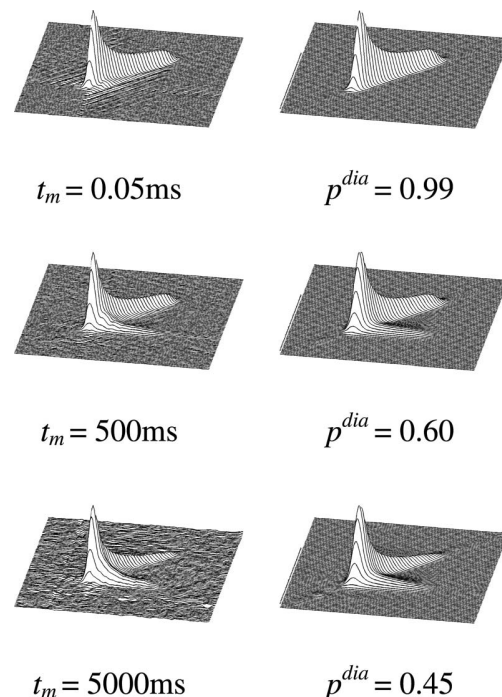 t_m = 0.05ms p^dia = 0.99
t_m = 500ms p^dia = 0.60
t_m = 5000ms p^dia = 0.45